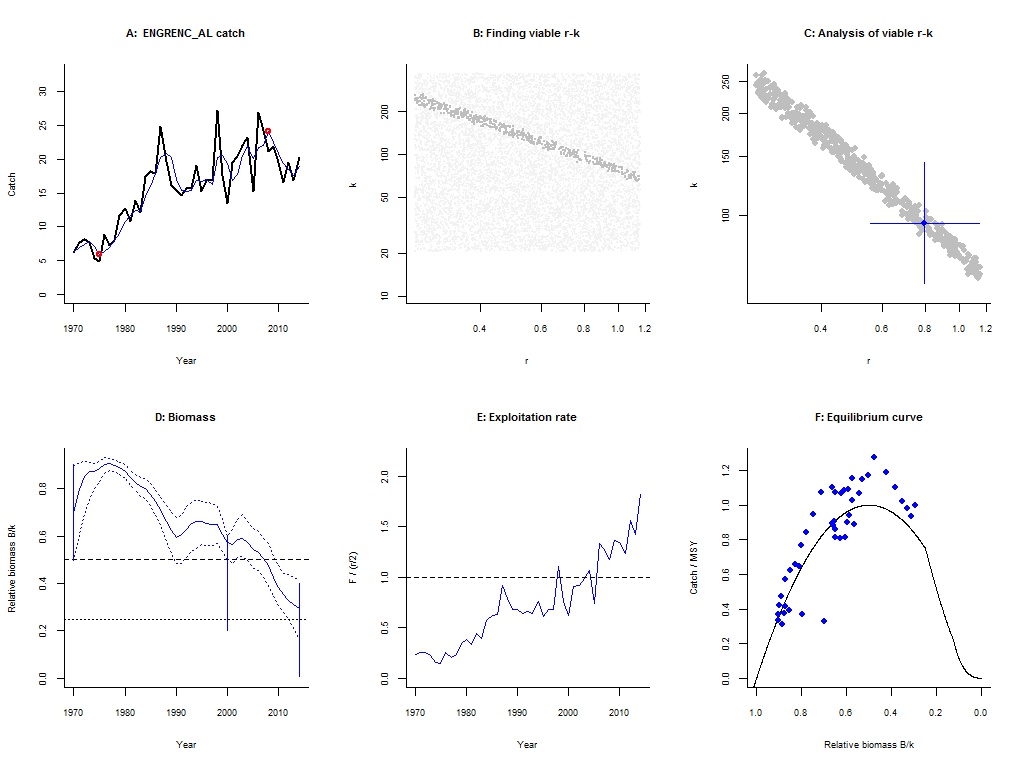 A: ENGRENC_AL catch
Catch
0 5 10 15 20 25 30
1970 1980 1990 2000 2010
Year
B: Finding viable r-k
k
10 20 50 100 200
0.4 0.6 0.8 1.0 1.2
r
C: Analysis of viable r-k
k
100 150 200 250
0.4 0.6 0.8 1.0 1.2
r
D: Biomass
Relative biomass B/k
0.0 0.2 0.4 0.6 0.8
1970 1980 1990 2000 2010
Year
E: Exploitation rate
F / (r/2)
0.0 0.5 1.0 1.5 2.0
1970 1980 1990 2000 2010
Year
F: Equilibrium curve
Catch / MSY
0.0 0.2 0.4 0.6 0.8 1.0 1.2
1.0 0.8 0.6 0.4 0.2 0.0
Relative biomass B/k